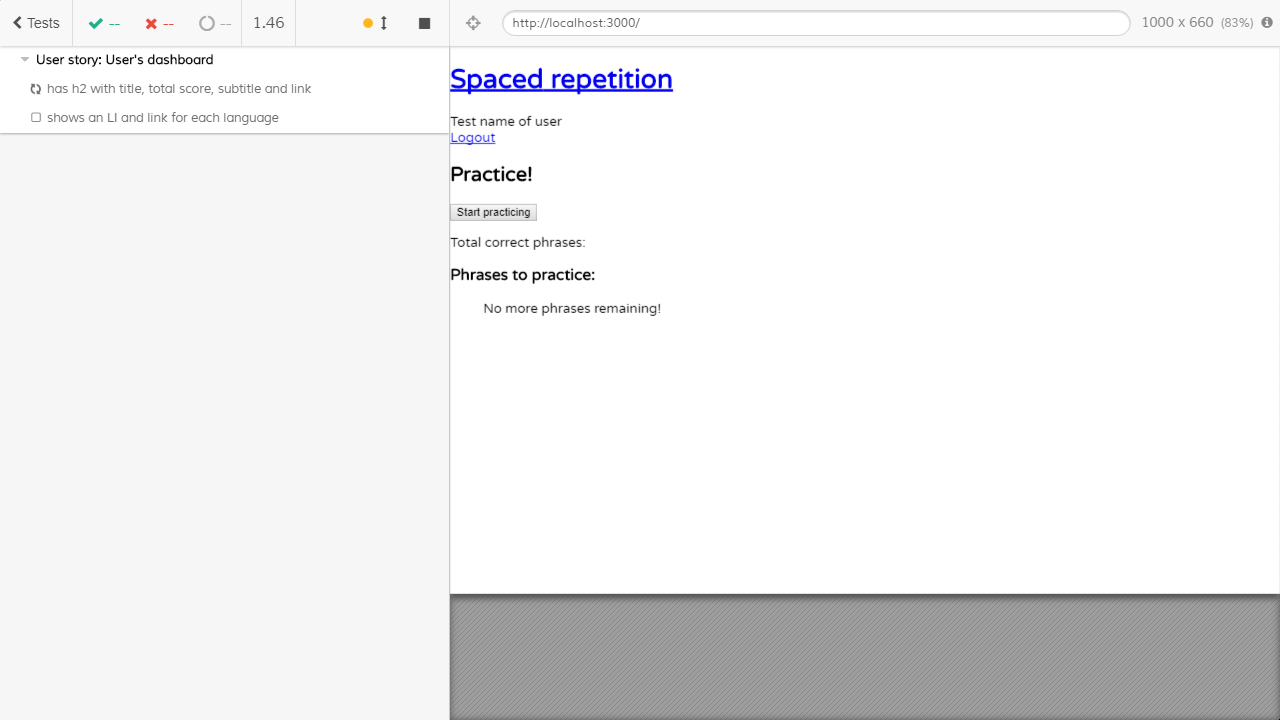 Tests -- -- -- 1.46
http://localhost:3000/ 1000 x 660 (83%)
User story: User's dashboard
has h2 with title, total score, subtitle and link
shows an LI and link for each language
Spaced repetition
Test name of user
Logout
Practice!
Start practicing
Total correct phrases:
Phrases to practice:
No more phrases remaining!